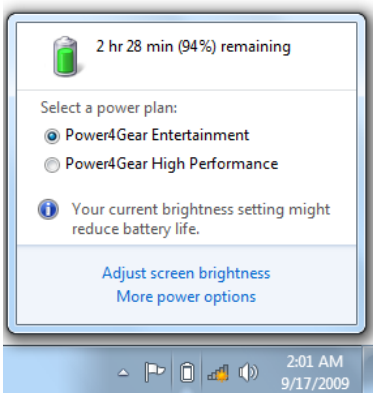 2 hr 28 min (94%) remaining
Select a power plan:
Power4Gear Entertainment
Power4Gear High Performance
Your current brightness setting might
reduce battery life.
Adjust screen brightness
More power options
2:01 AM
9/17/2009